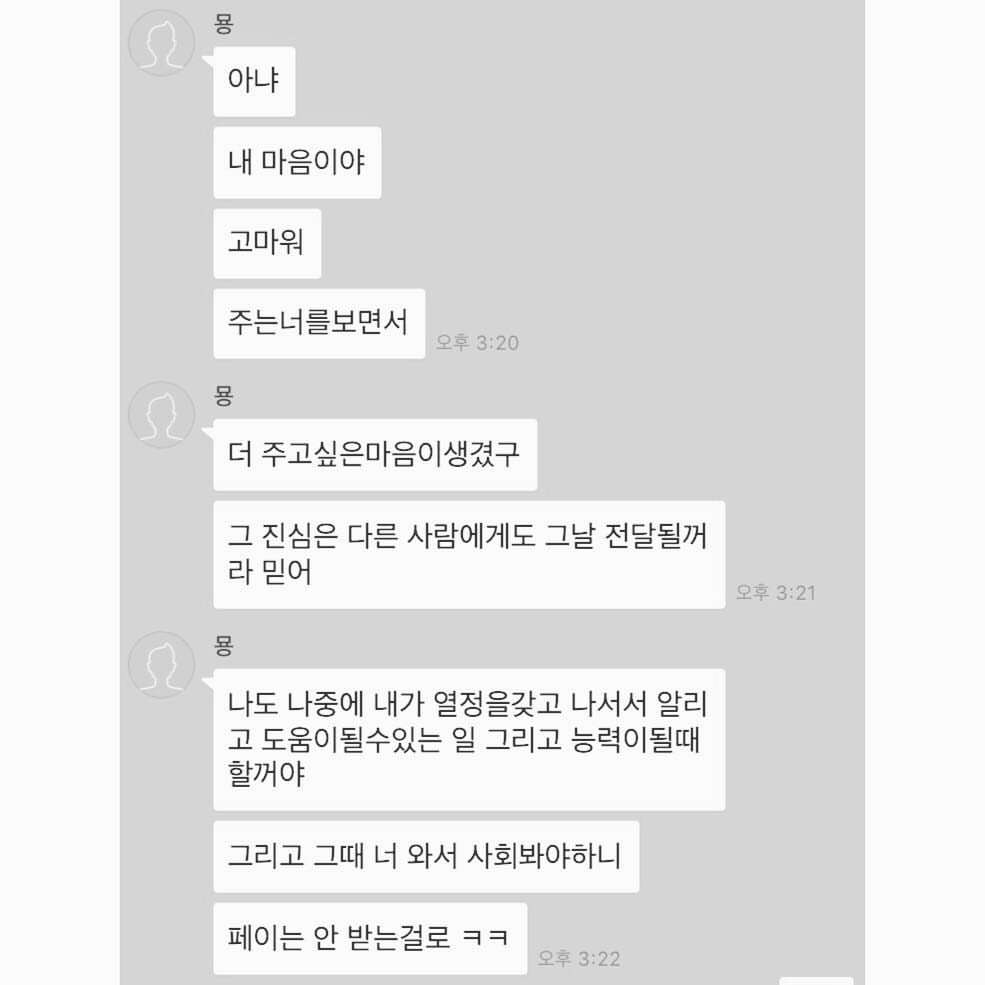 묭
아냐
내 마음이야
고마워
주는너를보면서
오후 3:20
묭
더 주고싶은마음이생겼구
그 진심은 다른 사람에게도 그날 전달될꺼
라 믿어
오후 3:21
묭
나도 나중에 내가 열정을갖고 나서서 알리
고 도움이될수있는 일 그리고 능력이될때
할꺼야
그리고 그때 너 와서 사회봐야하니
페이는 안 받는걸로 ㅋㅋ
오후 3:22